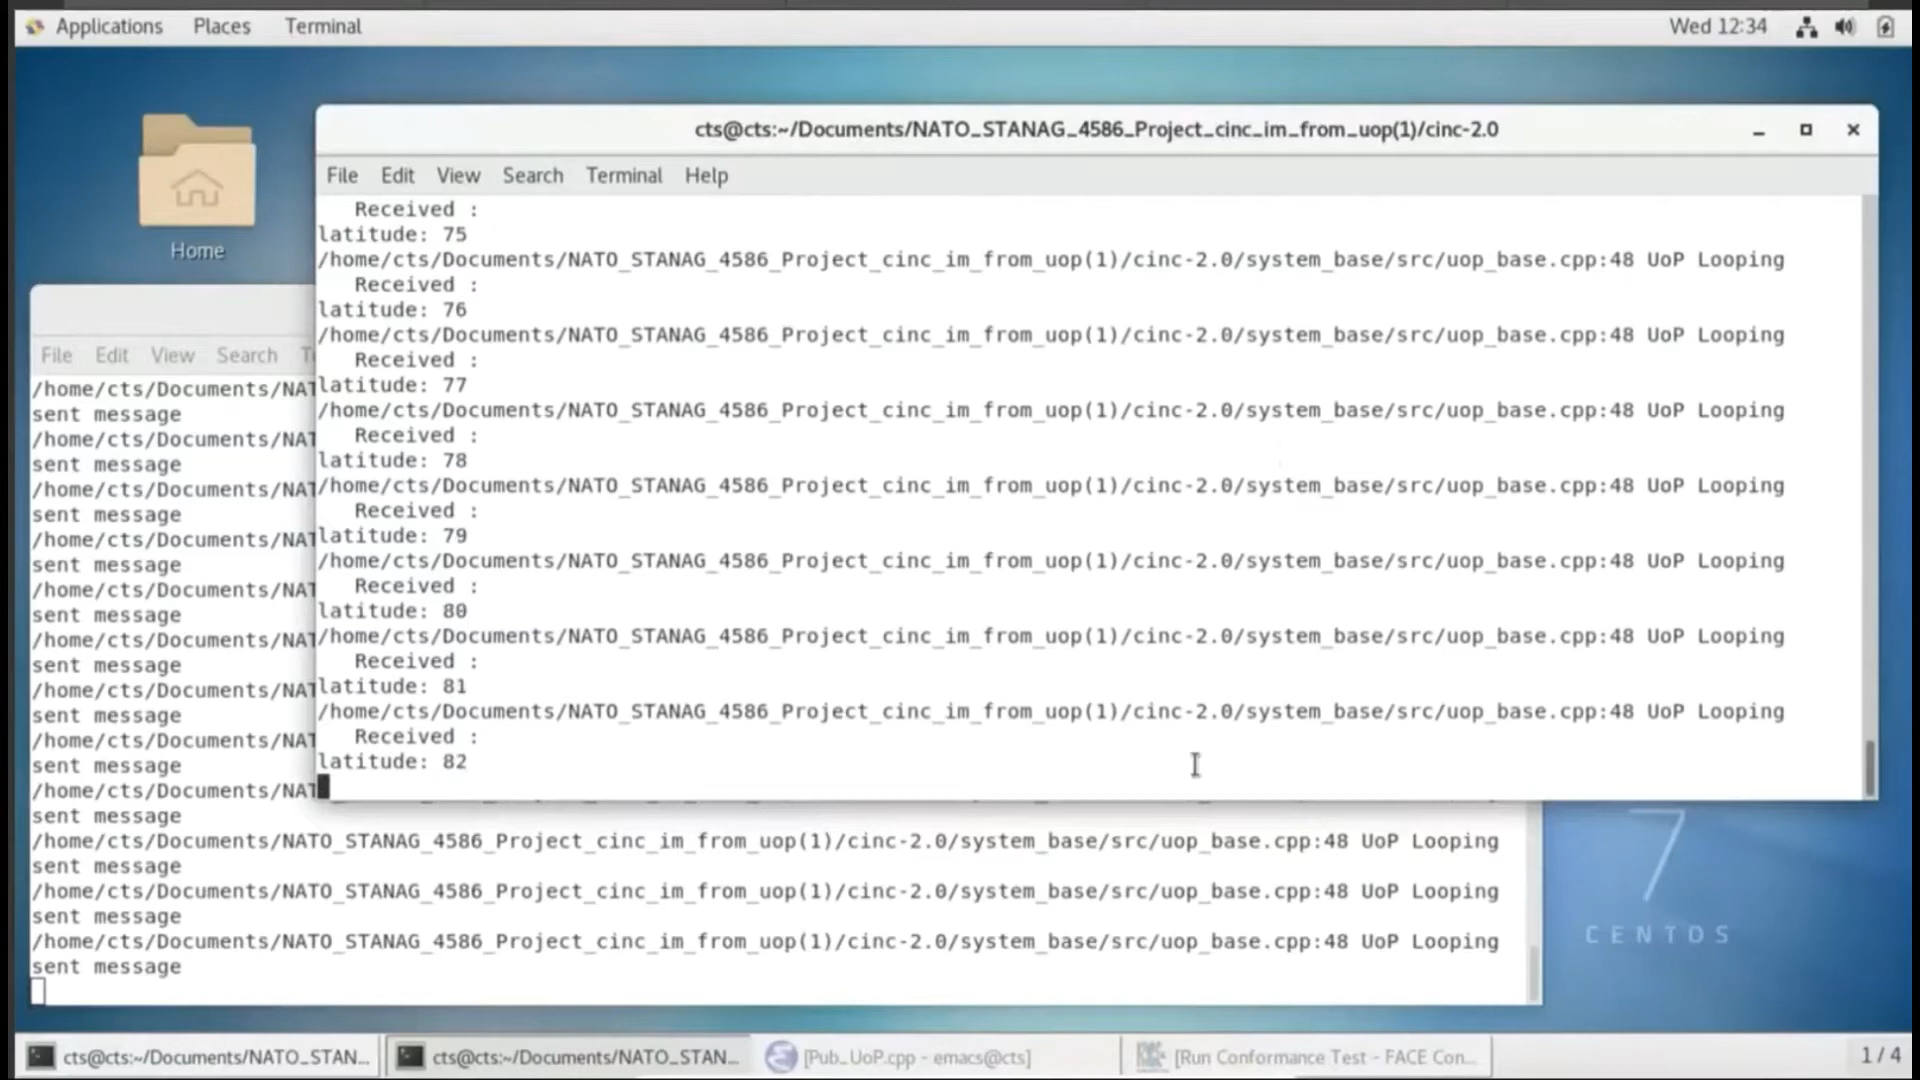 Applications Places Terminal Wed 12:34
Home
cts@cts:~/Documents/NATO_STANAG_4586_Project_cinc_im_from_uop(1)/cinc-2.0
File Edit View Search Terminal Help
Received :
latitude: 75
/home/cts/Documents/NATO_STANAG_4586_Project_cinc_im_from_uop(1)/cinc-2.0/system_base/src/uop_base.cpp:48 UoP Looping
Received :
latitude: 76
/home/cts/Documents/NATO_STANAG_4586_Project_cinc_im_from_uop(1)/cinc-2.0/system_base/src/uop_base.cpp:48 UoP Looping
Received :
latitude: 77
/home/cts/Documents/NATO_STANAG_4586_Project_cinc_im_from_uop(1)/cinc-2.0/system_base/src/uop_base.cpp:48 UoP Looping
Received :
latitude: 78
/home/cts/Documents/NATO_STANAG_4586_Project_cinc_im_from_uop(1)/cinc-2.0/system_base/src/uop_base.cpp:48 UoP Looping
Received :
latitude: 79
/home/cts/Documents/NATO_STANAG_4586_Project_cinc_im_from_uop(1)/cinc-2.0/system_base/src/uop_base.cpp:48 UoP Looping
Received :
latitude: 80
/home/cts/Documents/NATO_STANAG_4586_Project_cinc_im_from_uop(1)/cinc-2.0/system_base/src/uop_base.cpp:48 UoP Looping
Received :
latitude: 81
/home/cts/Documents/NATO_STANAG_4586_Project_cinc_im_from_uop(1)/cinc-2.0/system_base/src/uop_base.cpp:48 UoP Looping
Received :
latitude: 82
File Edit View Search
/home/cts/Documents/NAT
sent message
/home/cts/Documents/NAT
sent message
/home/cts/Documents/NAT
sent message
/home/cts/Documents/NAT
sent message
/home/cts/Documents/NAT
sent message
/home/cts/Documents/NAT
sent message
/home/cts/Documents/NAT
sent message
/home/cts/Documents/NAT
sent message
/home/cts/Documents/NAT
sent message
/home/cts/Documents/NATO_STANAG_4586_Project_cinc_im_from_uop(1)/cinc-2.0/system_base/src/uop_base.cpp:48 UoP Looping
sent message
/home/cts/Documents/NATO_STANAG_4586_Project_cinc_im_from_uop(1)/cinc-2.0/system_base/src/uop_base.cpp:48 UoP Looping
sent message
/home/cts/Documents/NATO_STANAG_4586_Project_cinc_im_from_uop(1)/cinc-2.0/system_base/src/uop_base.cpp:48 UoP Looping
sent message
7
CENTOS
cts@cts:~/Documents/NATO_STAN... cts@cts:~/Documents/NATO_STAN... [Pub_UoP.cpp - emacs@cts] [Run Conformance Test - FACE Con... 1 / 4